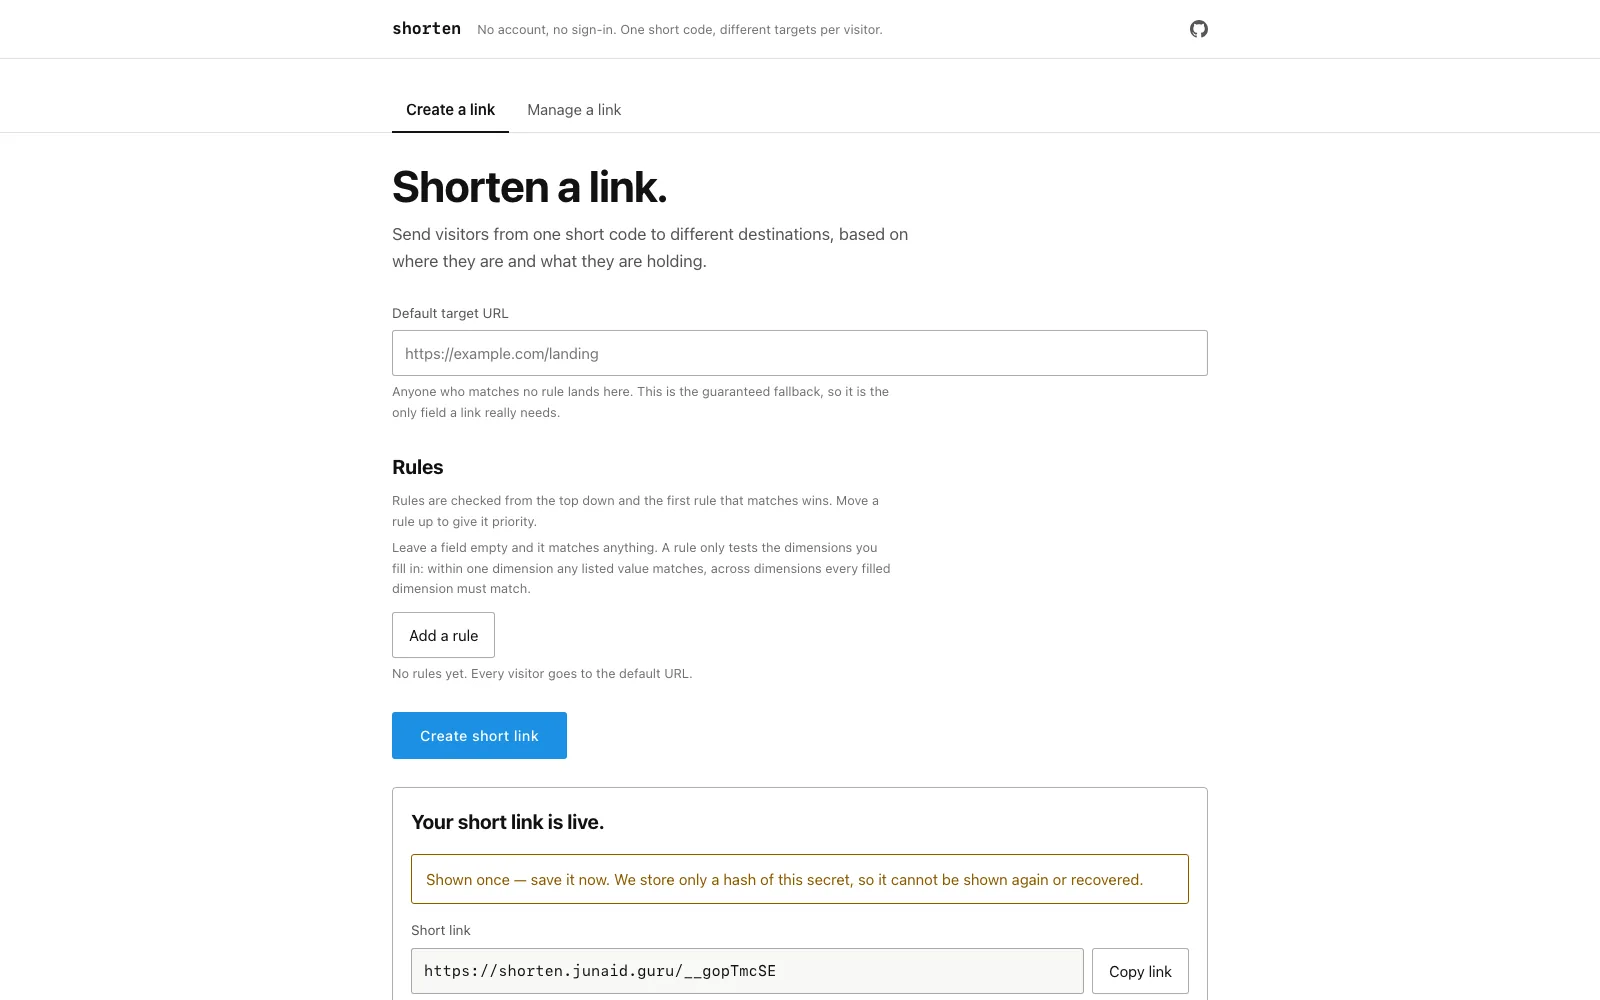 shorten
No account, no sign-in. One short code, different targets per visitor.
Create a link
Manage a link
Shorten a link.
Send visitors from one short code to different destinations, based on
where they are and what they are holding.
Default target URL
https://example.com/landing
Anyone who matches no rule lands here. This is the guaranteed fallback, so it is the
only field a link really needs.
Rules
Rules are checked from the top down and the first rule that matches wins. Move a
rule up to give it priority.
Leave a field empty and it matches anything. A rule only tests the dimensions you
fill in: within one dimension any listed value matches, across dimensions every filled
dimension must match.
Add a rule
No rules yet. Every visitor goes to the default URL.
Create short link
Your short link is live.
Shown once — save it now. We store only a hash of this secret, so it cannot be shown again or recovered.
Short link
https://shorten.junaid.guru/__gopTmcSE
Copy link